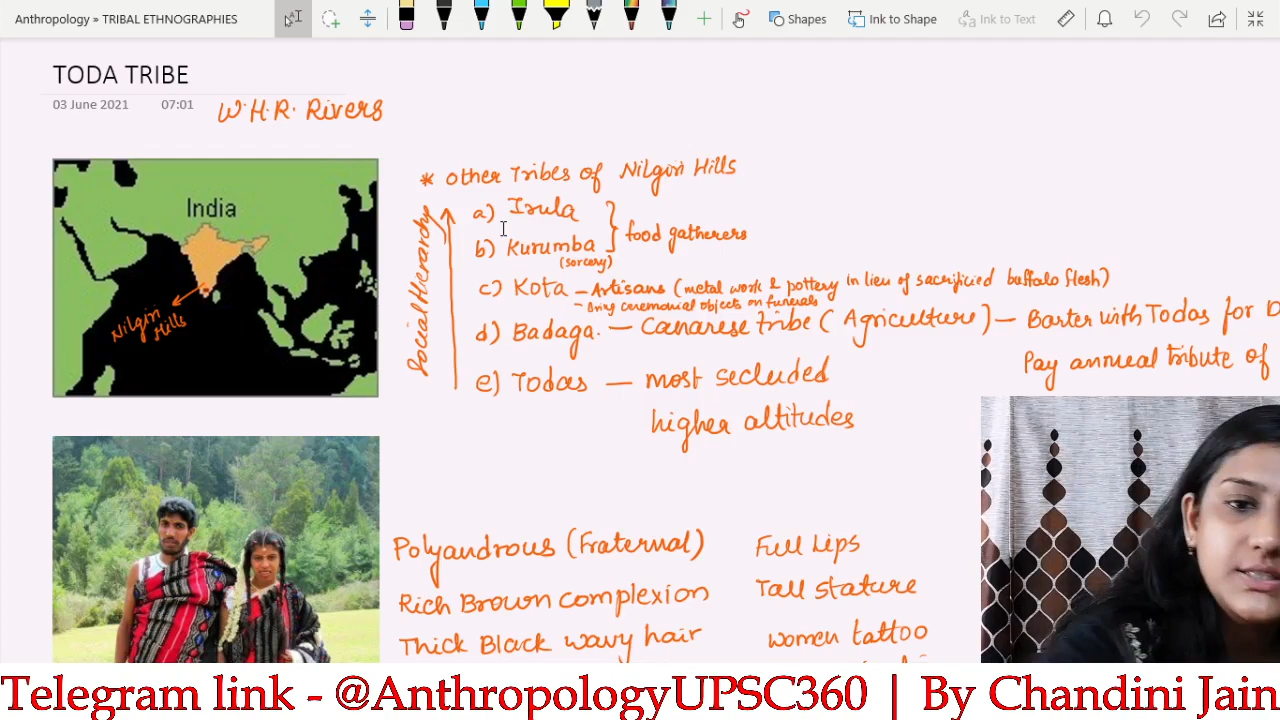 Anthropology » TRIBAL ETHNOGRAPHIES
Shapes
Link to Shape
Link to Text
TODA TRIBE
03 June 2021 07:01
W.H.R. Rivers
India
Nilgiri Hills
* other Tribes of Nilgiri Hills
Social Hierarchy
a) Irula
b) Kurumba
(sorcery)
food gatherers
c) Kota – Artisans (metal work & pottery in lieu of sacrificied buffalo flesh)
– Bring ceremonial objects on funerals
d) Badaga. – Canarese tribe (Agriculture) – Barter with Todas for D
Pay annual tribute of
e) Todas – most secluded
higher altitudes
Polyandrous (Fraternal)
Rich Brown complexion
Thick Black wavy hair
Full Lips
Tall stature
women tattoo
Telegram link - @AnthropologyUPSC360 | By Chandini Jain